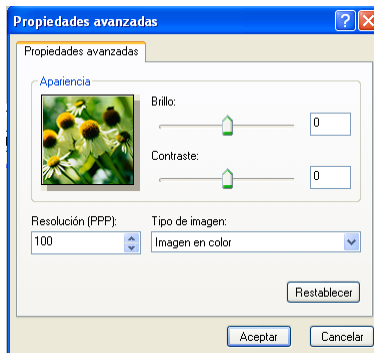 Propiedades avanzadas
Propiedades avanzadas
Apariencia
Brillo:
0
Contraste:
0
Resolución (PPP):
Tipo de imagen:
100
Imagen en color
Restablecer
Aceptar
Cancelar